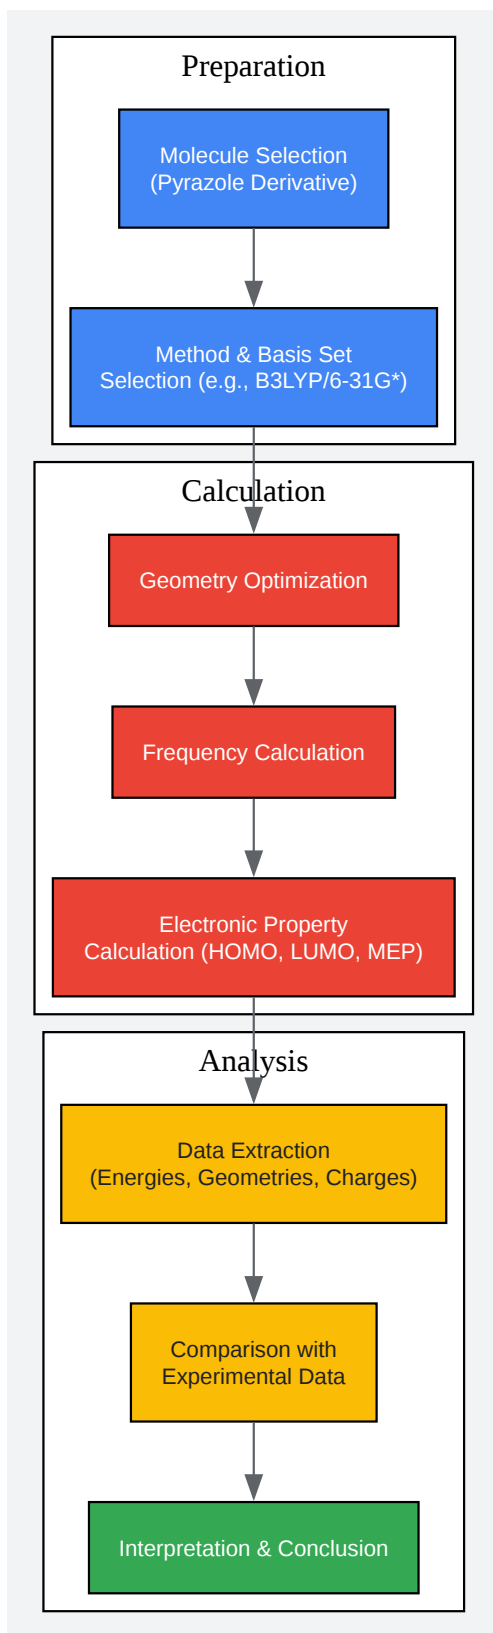 Preparation
Molecule Selection
(Pyrazole Derivative)
Method & Basis Set
Selection (e.g., B3LYP/6-31G*)
Calculation
Geometry Optimization
Frequency Calculation
Electronic Property
Calculation (HOMO, LUMO, MEP)
Analysis
Data Extraction
(Energies, Geometries, Charges)
Comparison with
Experimental Data
Interpretation & Conclusion